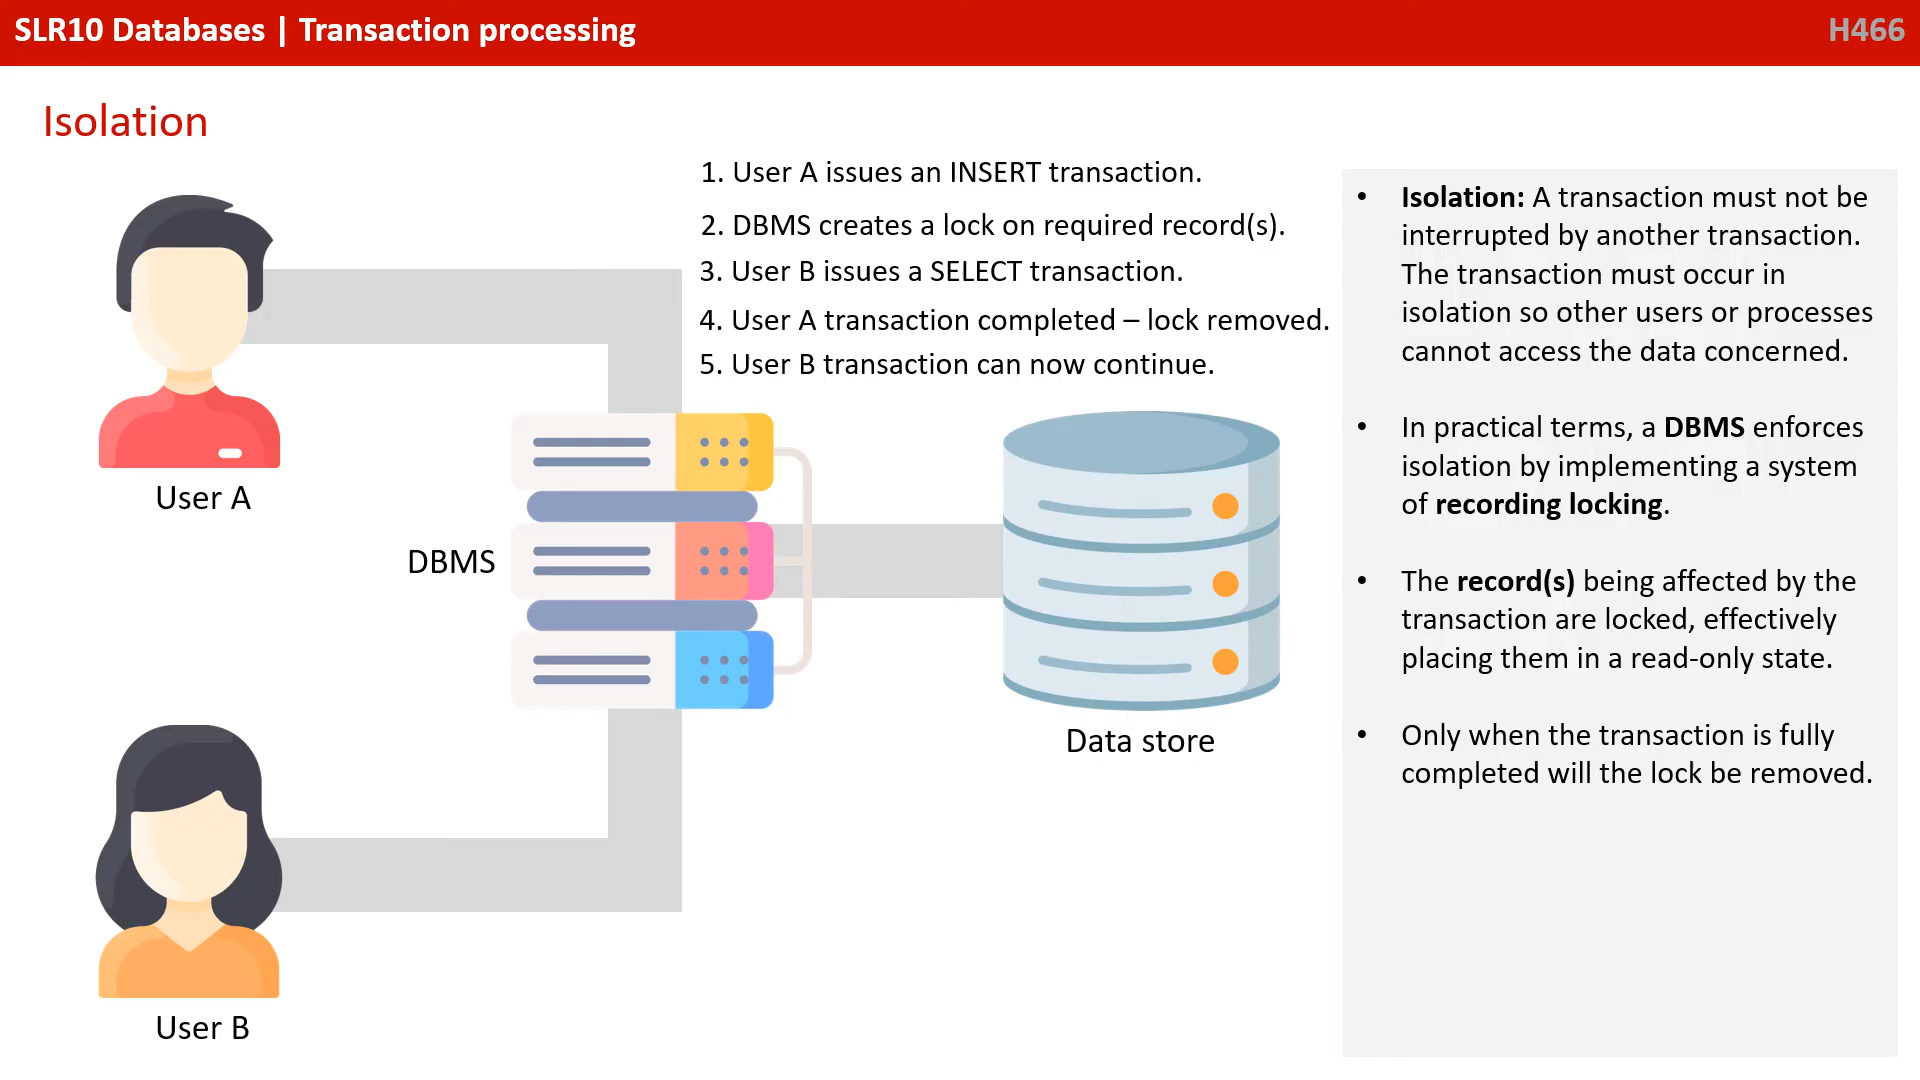 SLR10 Databases | Transaction processing
H466
Isolation
1. User A issues an INSERT transaction.
2. DBMS creates a lock on required record(s).
3. User B issues a SELECT transaction.
4. User A transaction completed – lock removed.
5. User B transaction can now continue.
User A
DBMS
Data store
User B
• Isolation: A transaction must not be
interrupted by another transaction.
The transaction must occur in
isolation so other users or processes
cannot access the data concerned.
• In practical terms, a DBMS enforces
isolation by implementing a system
of recording locking.
• The record(s) being affected by the
transaction are locked, effectively
placing them in a read-only state.
• Only when the transaction is fully
completed will the lock be removed.